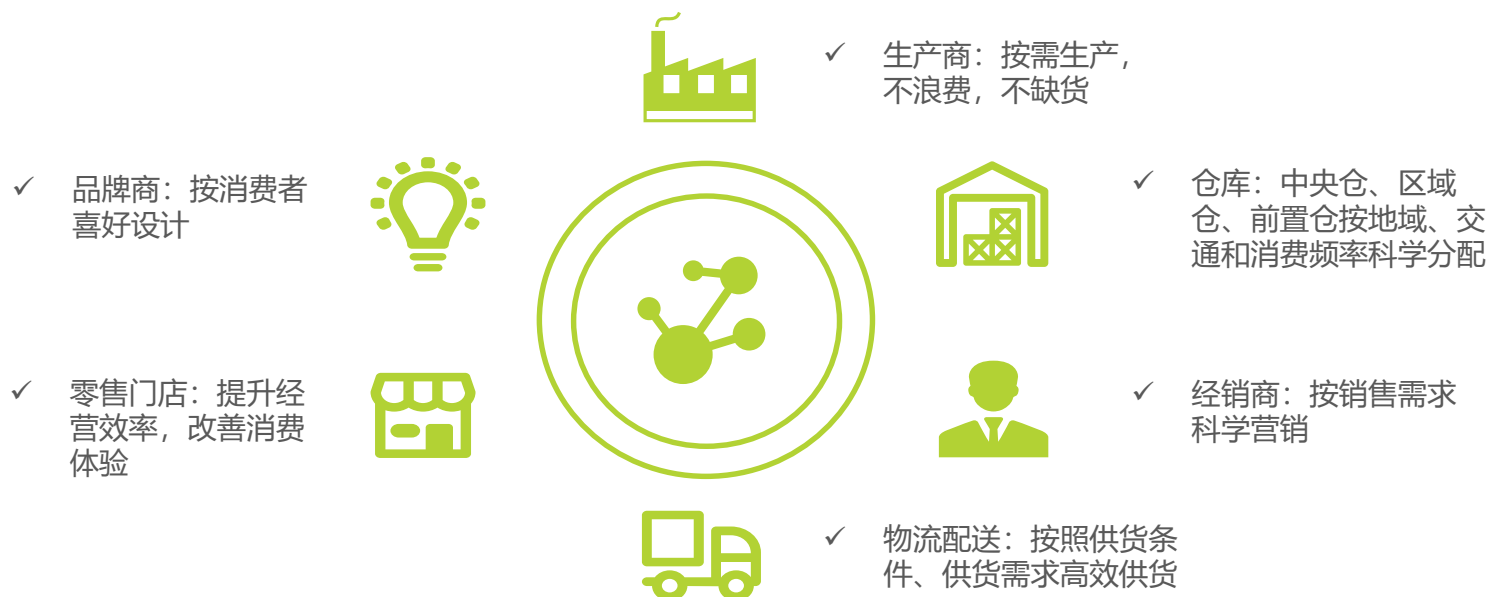 ✓ 生产商：按需生产，
不浪费，不缺货
✓ 品牌商：按消费者
喜好设计
✓ 仓库：中央仓、区域
仓、前置仓按地域、交
通和消费频率科学分配
✓ 零售门店：提升经
营效率，改善消费
体验
✓ 经销商：按销售需求
科学营销
✓ 物流配送：按照供货条
件、供货需求高效供货